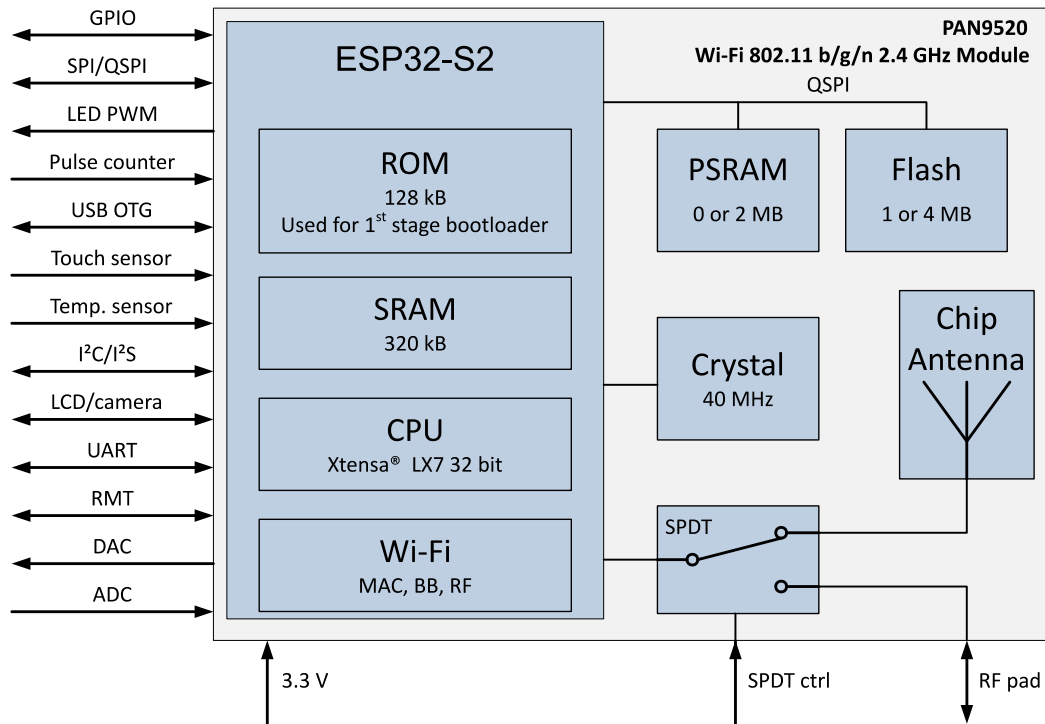 GPIO
SPI/QSPI
LED PWM
Pulse counter
USB OTG
Touch sensor
Temp. sensor
I²C/I²S
LCD/camera
UART
RMT
DAC
ADC
ESP32-S2
ROM
128 kB
Used for 1st stage bootloader
SRAM
320 kB
CPU
Xtensa® LX7 32 bit
Wi-Fi
MAC, BB, RF
PAN9520
Wi-Fi 802.11 b/g/n 2.4 GHz Module
QSPI
PSRAM
0 or 2 MB
Flash
1 or 4 MB
Crystal
40 MHz
Chip
Antenna
SPDT
3.3 V
SPDT ctrl
RF pad